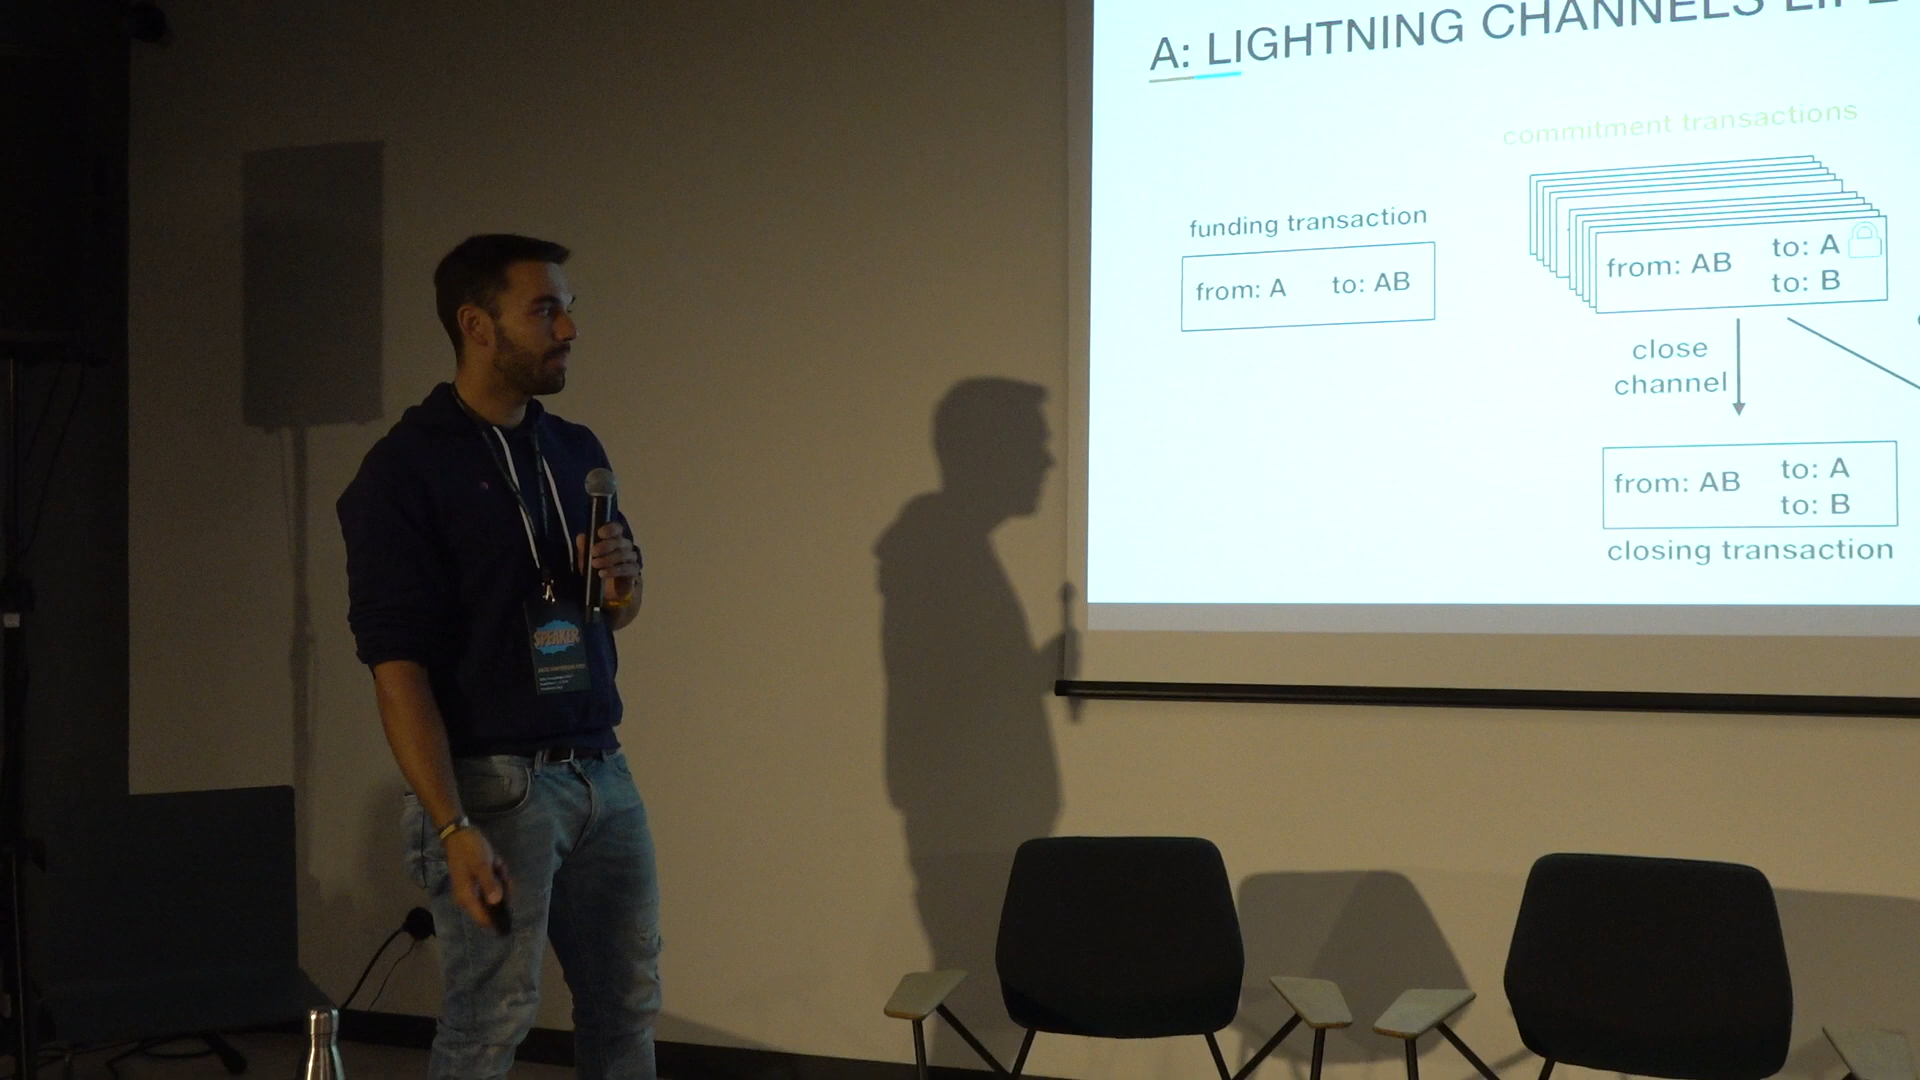 A: LIGHTNING CHANNELS
commitment transactions
funding transaction
from: A to: AB
from: AB to: A
to: B
close
channel
from: AB to: A
to: B
closing transaction
SPEAKER